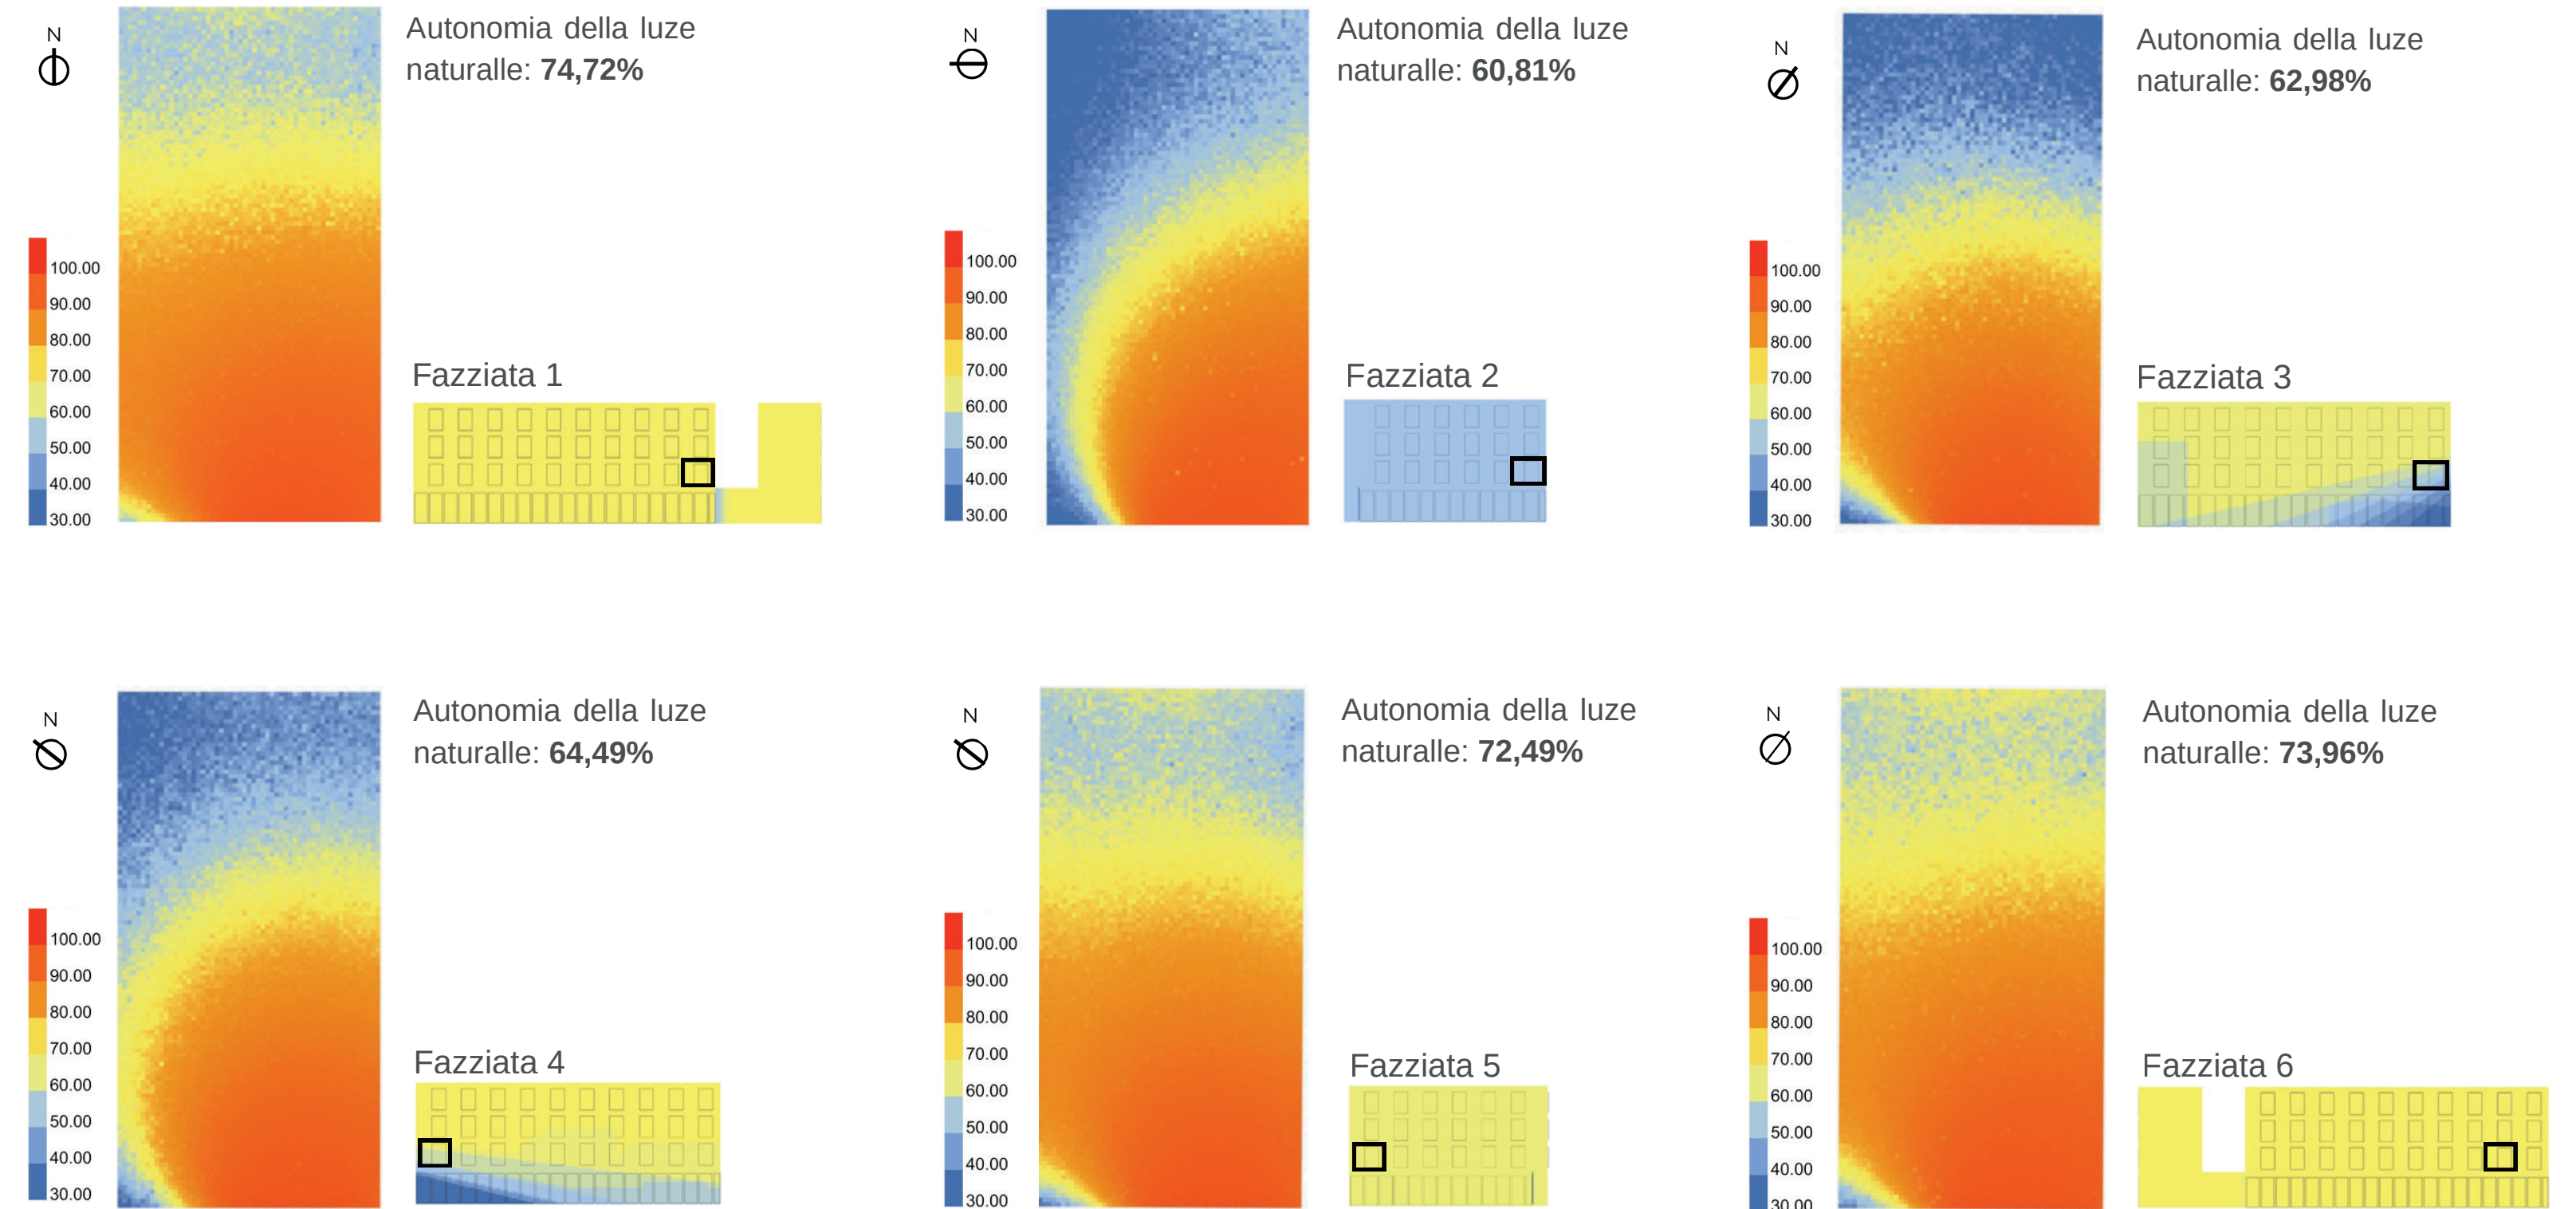 N
Autonomia della luze
naturalle: 74,72%
100.00
90.00
80.00
70.00
60.00
50.00
40.00
30.00
Fazziata 1
N
Autonomia della luze
naturalle: 60,81%
100.00
90.00
80.00
70.00
60.00
50.00
40.00
30.00
Fazziata 2
N
Autonomia della luze
naturalle: 62,98%
100.00
90.00
80.00
70.00
60.00
50.00
40.00
30.00
Fazziata 3
N
Autonomia della luze
naturalle: 64,49%
100.00
90.00
80.00
70.00
60.00
50.00
40.00
30.00
Fazziata 4
N
Autonomia della luze
naturalle: 72,49%
100.00
90.00
80.00
70.00
60.00
50.00
40.00
30.00
Fazziata 5
N
Autonomia della luze
naturalle: 73,96%
100.00
90.00
80.00
70.00
60.00
50.00
40.00
30.00
Fazziata 6